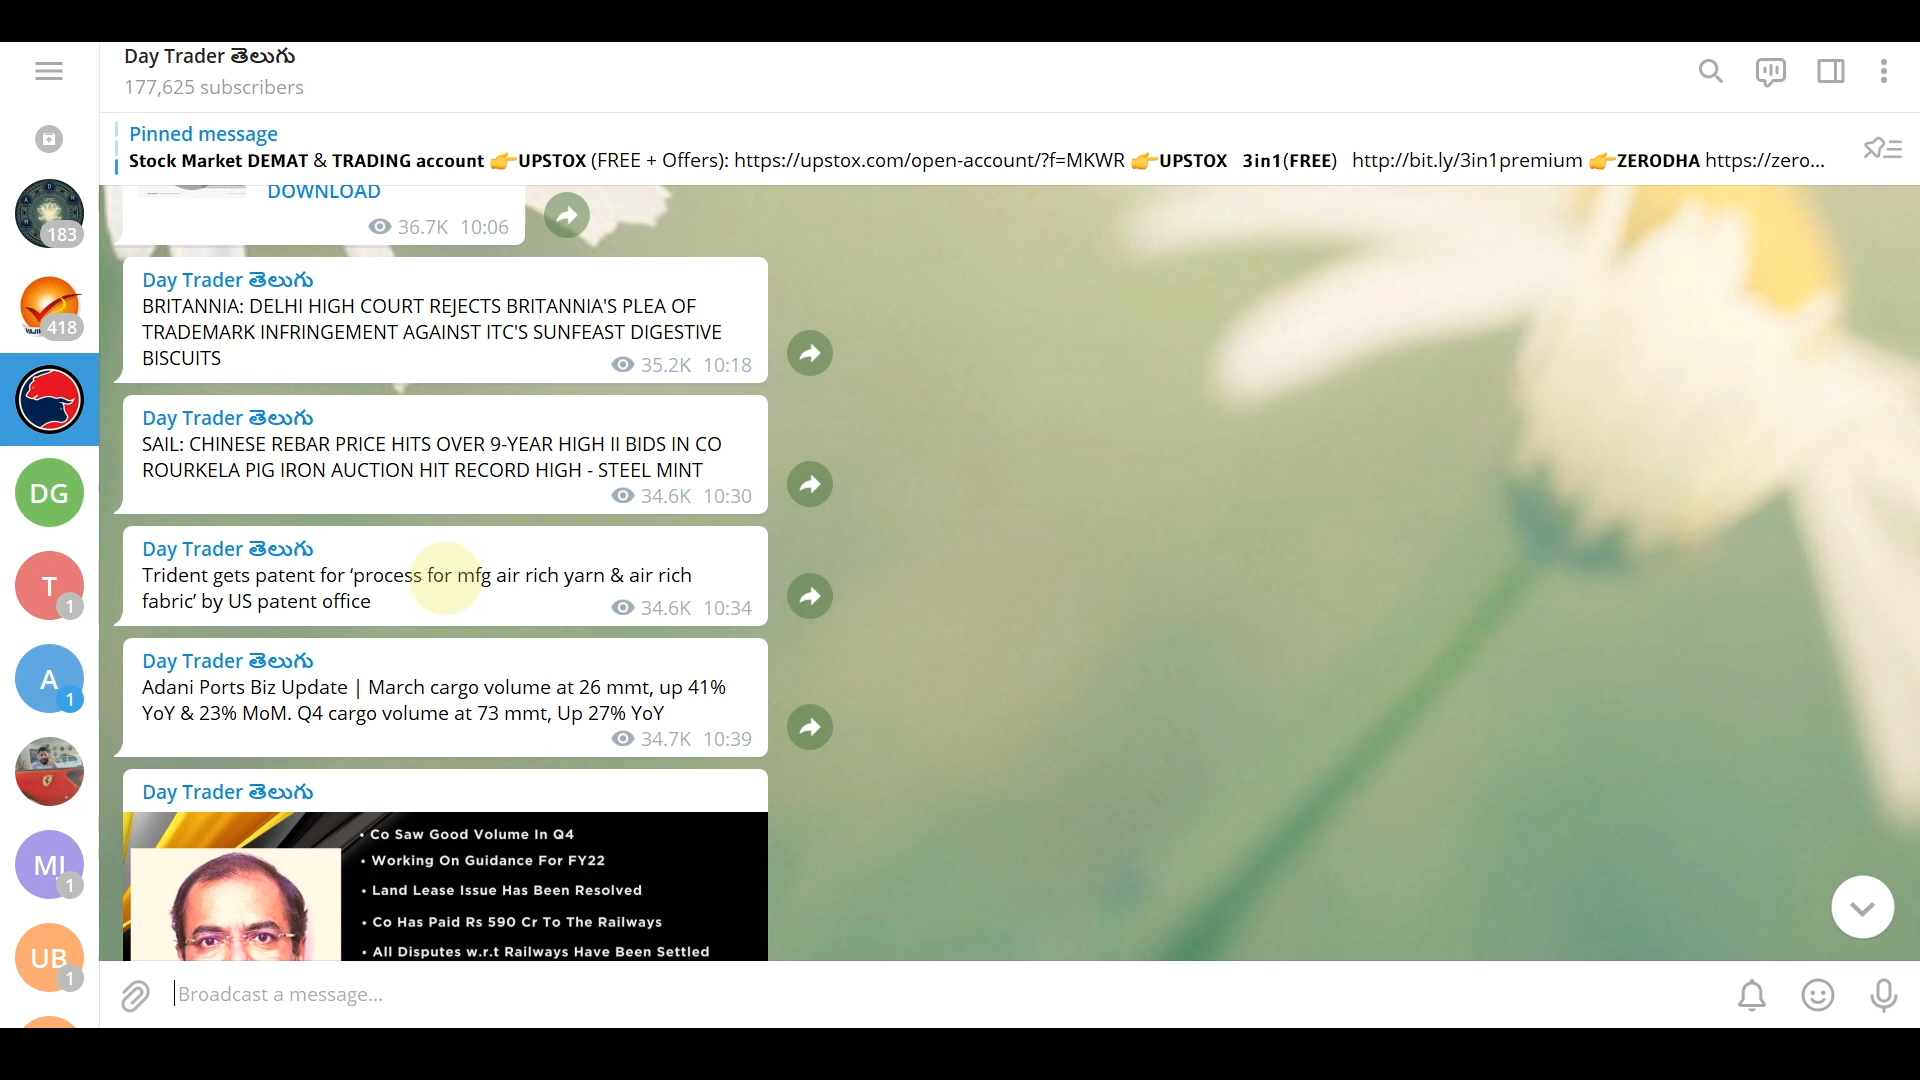 Day Trader తెలుగు
177,625 subscribers
Pinned message
Stock Market DEMAT & TRADING account 👉UPSTOX (FREE + Offers): https://upstox.com/open-account/?f=MKWR 👉UPSTOX 3in1(FREE) http://bit.ly/3in1premium 👉ZERODHA https://zero...
DOWNLOAD
36.7K 10:06
183
418
DG
T
1
A
1
MJ
1
UB
1
Day Trader తెలుగు
BRITANNIA: DELHI HIGH COURT REJECTS BRITANNIA'S PLEA OF
TRADEMARK INFRINGEMENT AGAINST ITC'S SUNFEAST DIGESTIVE
BISCUITS
35.2K 10:18
Day Trader తెలుగు
SAIL: CHINESE REBAR PRICE HITS OVER 9-YEAR HIGH II BIDS IN CO
ROURKELA PIG IRON AUCTION HIT RECORD HIGH - STEEL MINT
34.6K 10:30
Day Trader తెలుగు
Trident gets patent for ‘process for mfg air rich yarn & air rich
fabric’ by US patent office
34.6K 10:34
Day Trader తెలుగు
Adani Ports Biz Update | March cargo volume at 26 mmt, up 41%
YoY & 23% MoM. Q4 cargo volume at 73 mmt, Up 27% YoY
34.7K 10:39
Day Trader తెలుగు
• Co Saw Good Volume In Q4
• Working On Guidance For FY22
• Land Lease Issue Has Been Resolved
• Co Has Paid Rs 590 Cr To The Railways
• All Disputes w.r.t Railways Have Been Settled
Broadcast a message...